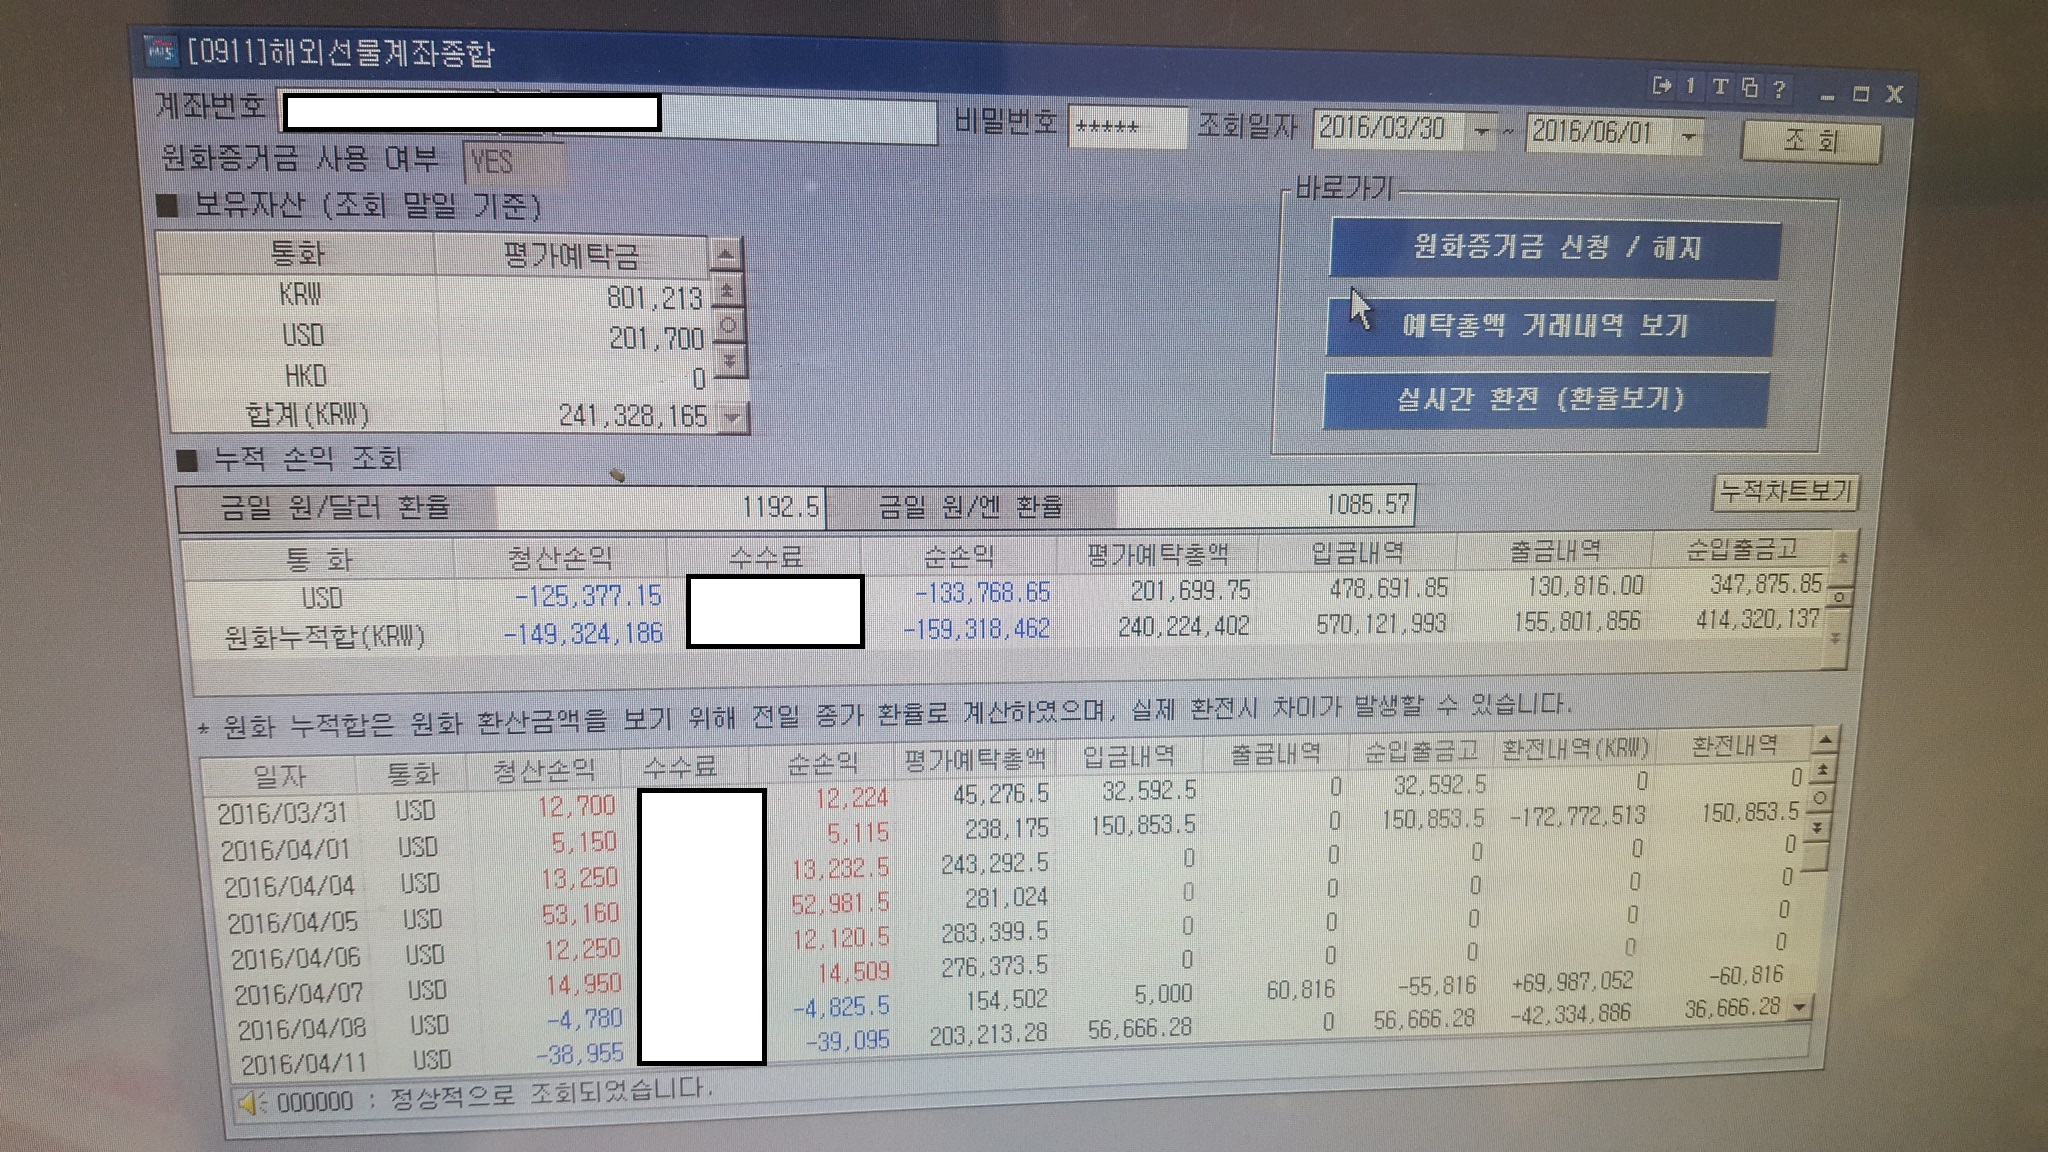 [0911]해외선물계좌종합
1 T ?
계좌번호 비밀번호 ***** 조회일자 2016/03/30 ~ 2016/06/01 조 회
원화증거금 사용 여부 YES
■ 보유자산 (조회 말일 기준)
통화 평가예탁금
KRW 801,213
USD 201,700
HKD 0
합계(KRW) 241,328,165
바로가기
원화증거금 신청 / 해지
예탁총액 거래내역 보기
실시간 환전 (환율보기)
■ 누적 손익 조회
누적차트보기
금일 원/달러 환율 1192.5 금일 원/엔 환율 1085.57
통 화 청산손익 수수료 순손익 평가예탁총액 입금내역 출금내역 순입출금고
USD -125,377.15 -133,768.65 201,699.75 478,691.85 130,816.00 347,875.85
원화누적합(KRW) -149,324,186 -159,318,462 240,224,402 570,121,993 155,801,856 414,320,137
* 원화 누적합은 원화 환산금액을 보기 위해 전일 종가 환율로 계산하였으며, 실제 환전시 차이가 발생할 수 있습니다.
일자 통화 청산손익 수수료 순손익 평가예탁총액 입금내역 출금내역 순입출금고 환전내역(KRW) 환전내역
2016/03/31 USD 12,700 12,224 45,276.5 32,592.5 0 32,592.5 0 0
2016/04/01 USD 5,150 5,115 238,175 150,853.5 0 150,853.5 -172,772,513 150,853.5
2016/04/04 USD 13,250 13,232.5 243,292.5 0 0 0 0 0
2016/04/05 USD 53,160 52,981.5 281,024 0 0 0 0 0
2016/04/06 USD 12,250 12,120.5 283,399.5 0 0 0 0 0
2016/04/07 USD 14,950 14,509 276,373.5 0 0 0 0 0
2016/04/08 USD -4,780 -4,825.5 154,502 5,000 60,816 -55,816 +69,987,052 -60,816
2016/04/11 USD -38,955 -39,095 203,213.28 56,666.28 0 56,666.28 -42,334,886 36,666.28
000000 : 정상적으로 조회되었습니다.